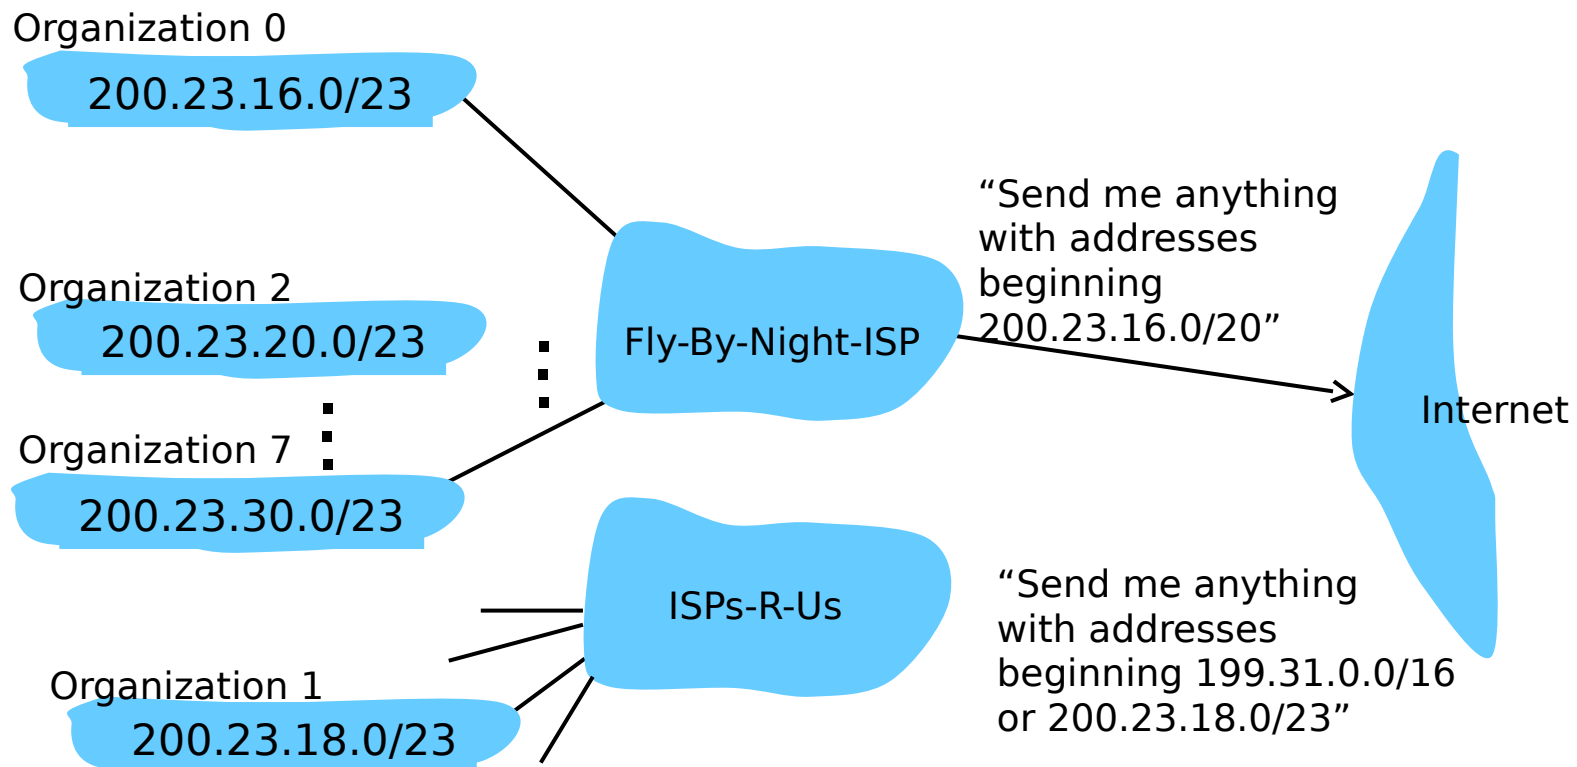 Organization 0
200.23.16.0/23
Organization 2
200.23.20.0/23
Organization 7
200.23.30.0/23
Fly-By-Night-ISP
“Send me anything
with addresses
beginning
200.23.16.0/20”
Internet
ISPs-R-Us
“Send me anything
with addresses
beginning 199.31.0.0/16
or 200.23.18.0/23”
Organization 1
200.23.18.0/23